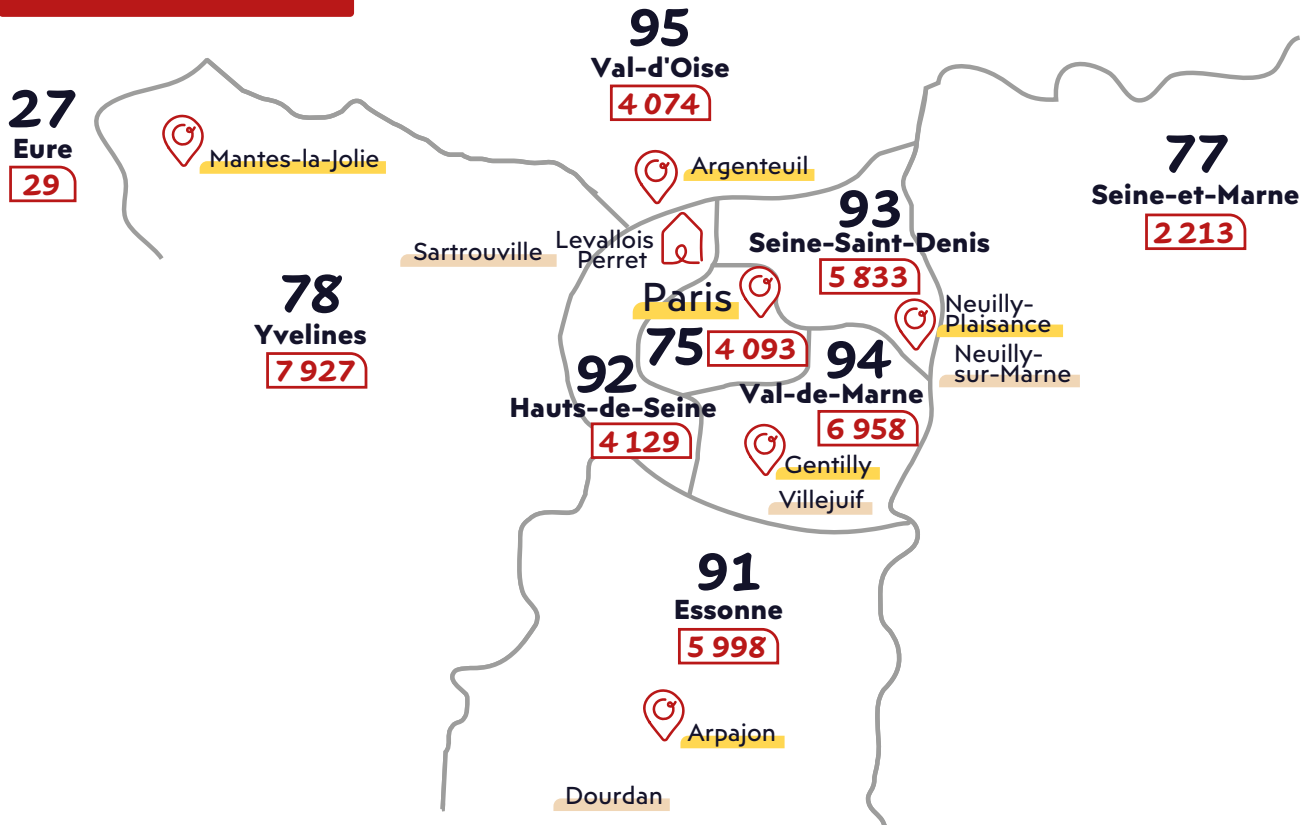 95
Val-d'Oise
4 074
27
Eure
29
Mantes-la-Jolie
Argenteuil
77
Seine-et-Marne
2 213
93
Seine-Saint-Denis
5 833
Sartrouville
Levallois
Perret
78
Yvelines
7 927
Paris
75
4 093
Neuilly-
Plaisance
Neuilly-
sur-Marne
92
Hauts-de-Seine
4 129
94
Val-de-Marne
6 958
Gentilly
Villejuif
91
Essonne
5 998
Arpajon
Dourdan